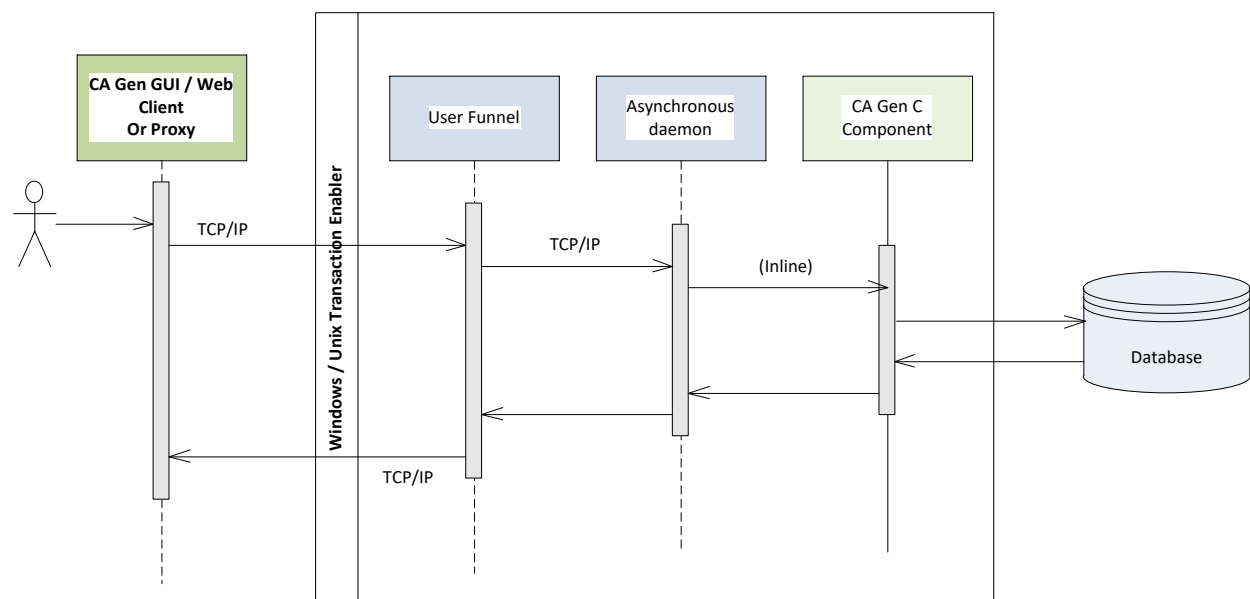 CA Gen GUI / Web
Client
Or Proxy
User Funnel
Asynchronous
daemon
CA Gen C
Component
Windows / Unix Transaction Enabler
TCP/IP
TCP/IP
(Inline)
Database
TCP/IP